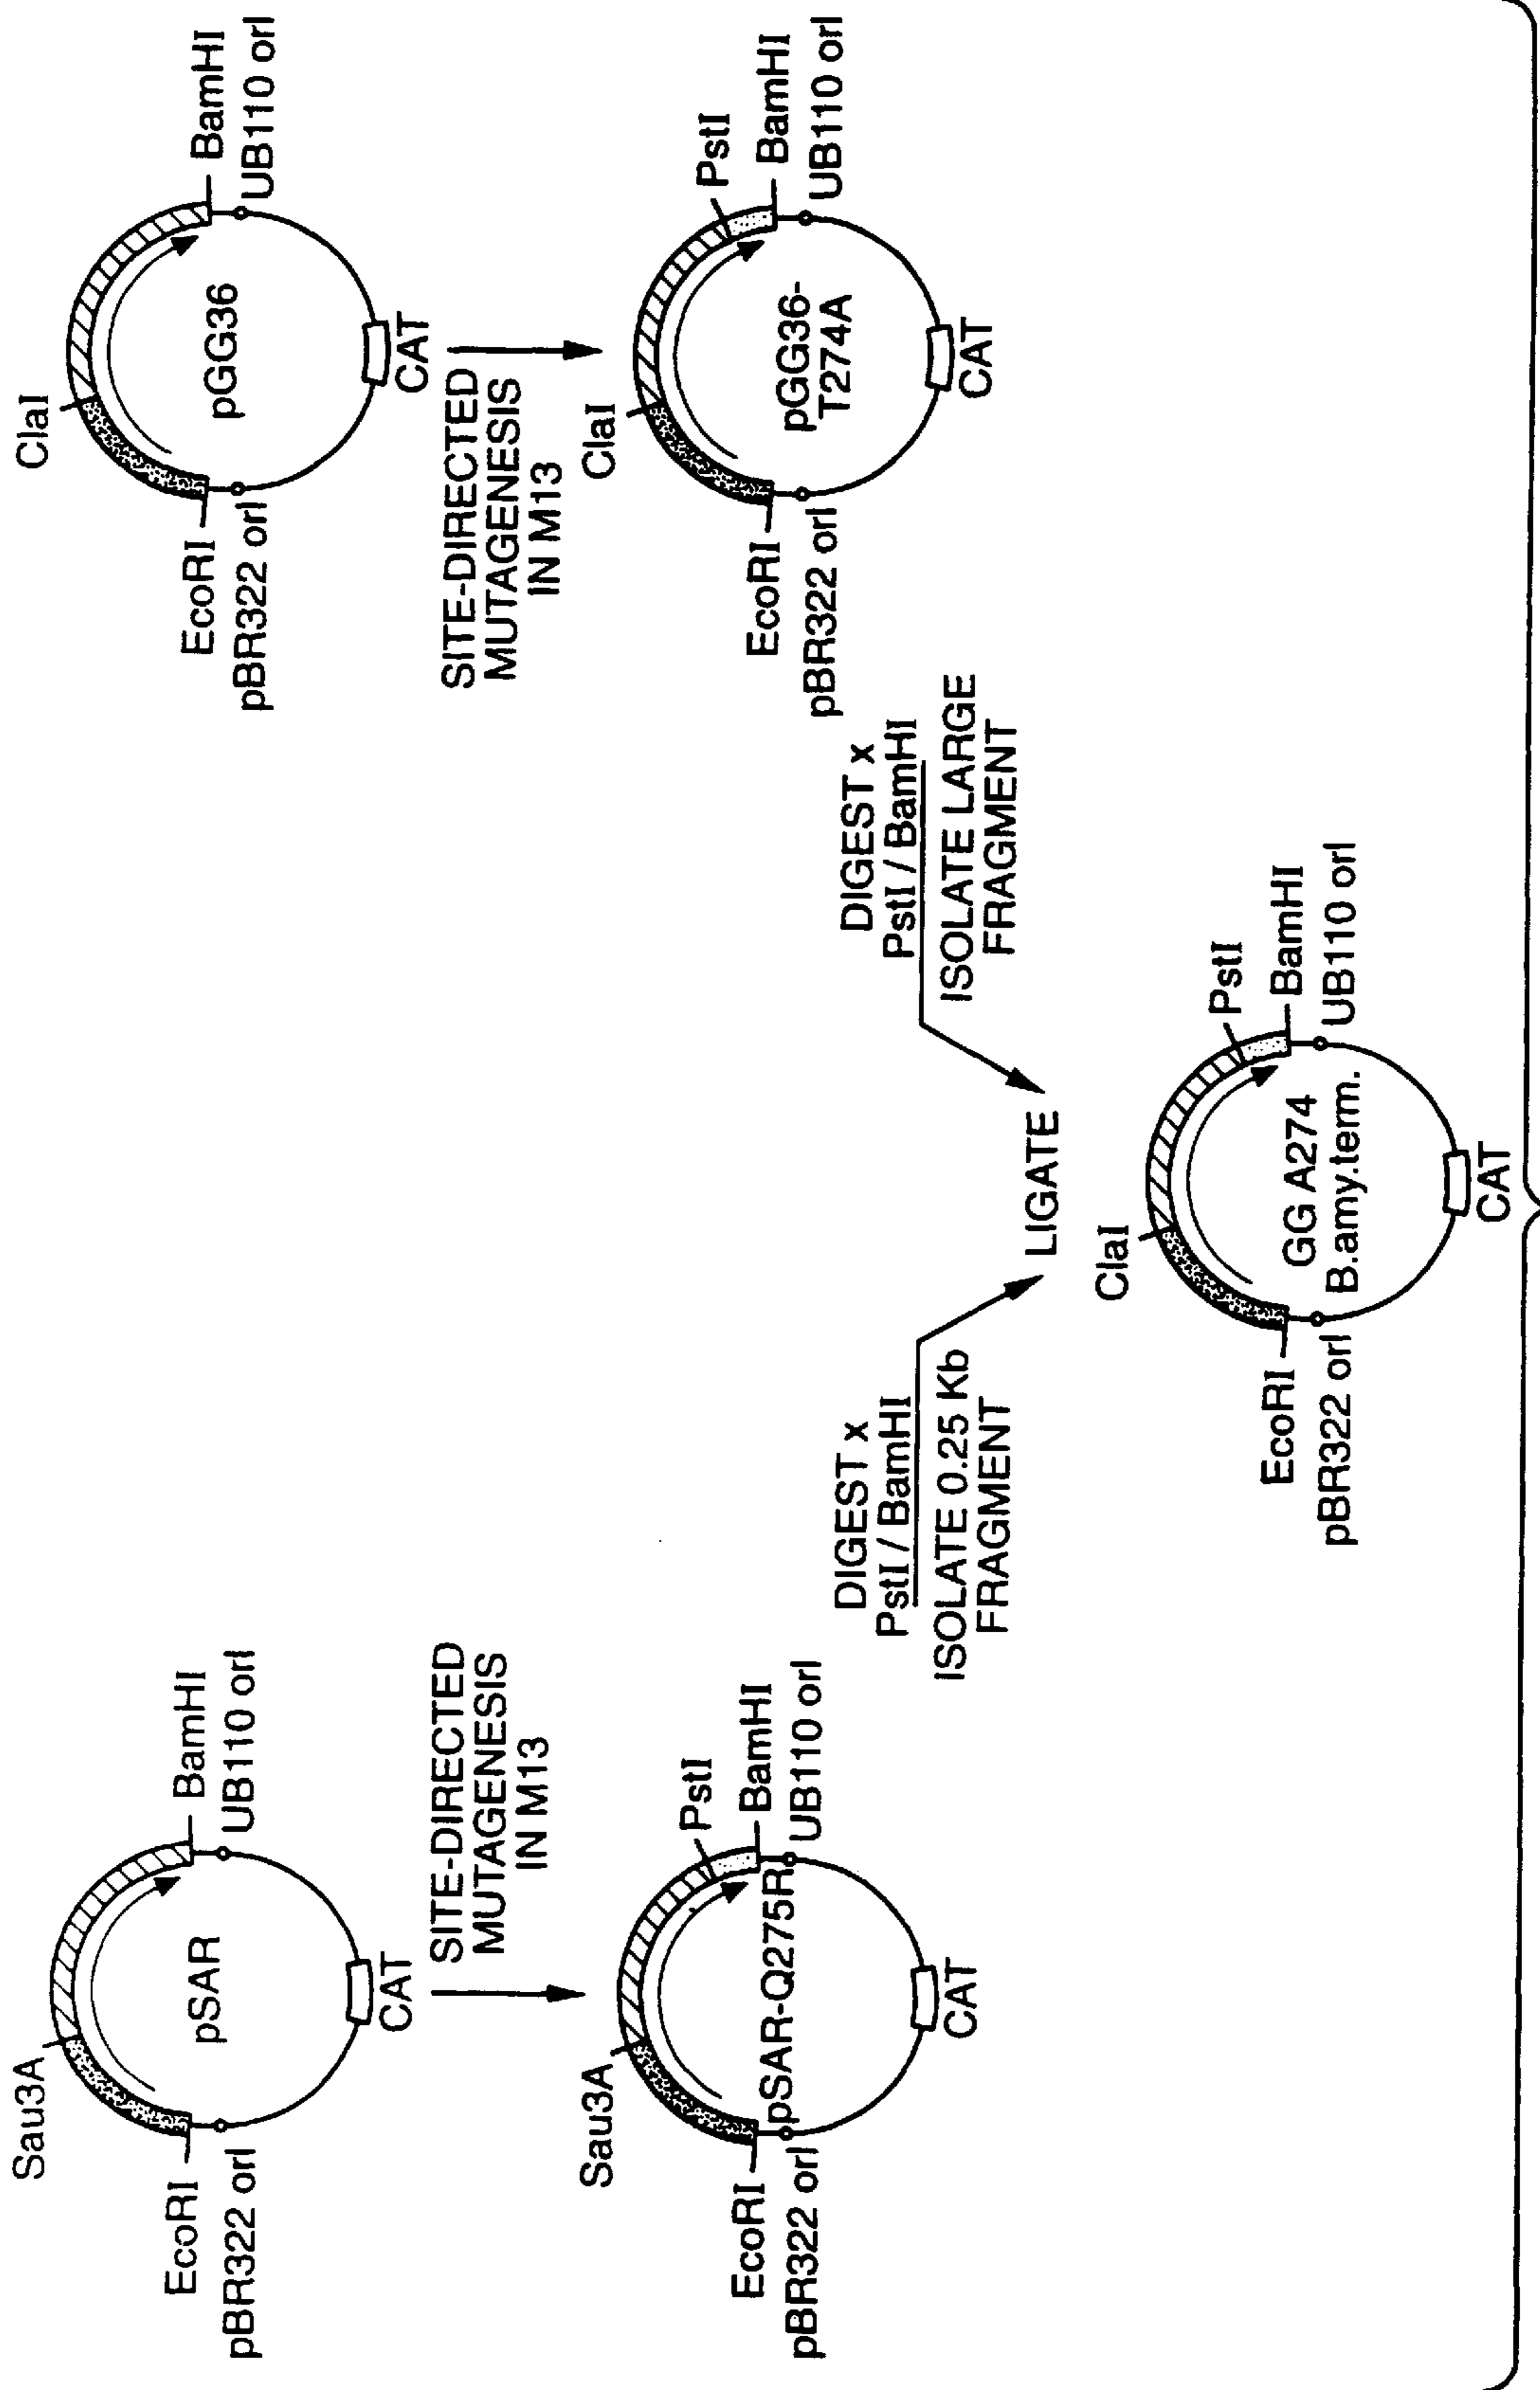 Sau3A
EcoRI
BamHI
pBR322 ori
UB110 ori
pSAR
CAT
SITE-DIRECTED
MUTAGENESIS
IN M13
Sau3A
PstI
EcoRI
BamHI
pBR322 ori
UB110 ori
pSAR-Q275R
CAT
ClaI
EcoRI
BamHI
pBR322 ori
UB110 ori
pGG36
CAT
SITE-DIRECTED
MUTAGENESIS
IN M13
ClaI
PstI
EcoRI
BamHI
pBR322 ori
UB110 ori
pGG36-
T274A
CAT
DIGEST x
PstI / BamHI
ISOLATE 0.25 Kb
FRAGMENT
DIGEST x
PstI / BamHI
ISOLATE LARGE
FRAGMENT
LIGATE
ClaI
PstI
EcoRI
BamHI
pBR322 ori
UB110 ori
GG A274
B.amy.term.
CAT